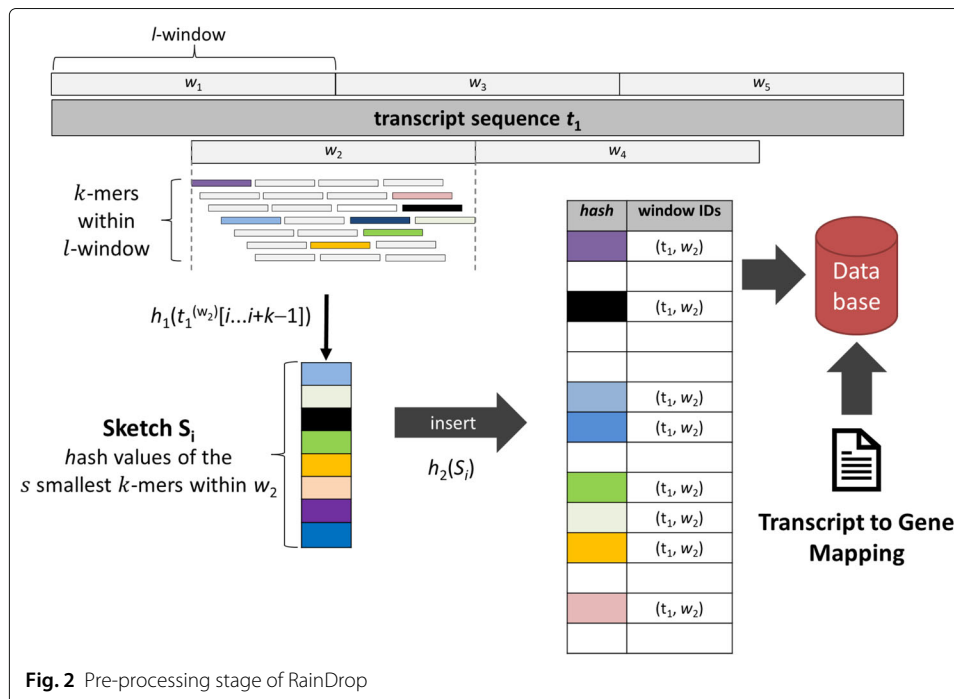 l-window
w1 w3 w5
transcript sequence t1
w2 w4
k-mers
within
l-window
h1(t1(w2)[i...i+k−1])
Sketch Si
hash values of the
s smallest k-mers within w2
insert
h2(Si)
hash window IDs
(t1, w2)
(t1, w2)
(t1, w2)
(t1, w2)
(t1, w2)
(t1, w2)
(t1, w2)
(t1, w2)
Data
base
Transcript to Gene
Mapping
Fig. 2 Pre-processing stage of RainDrop